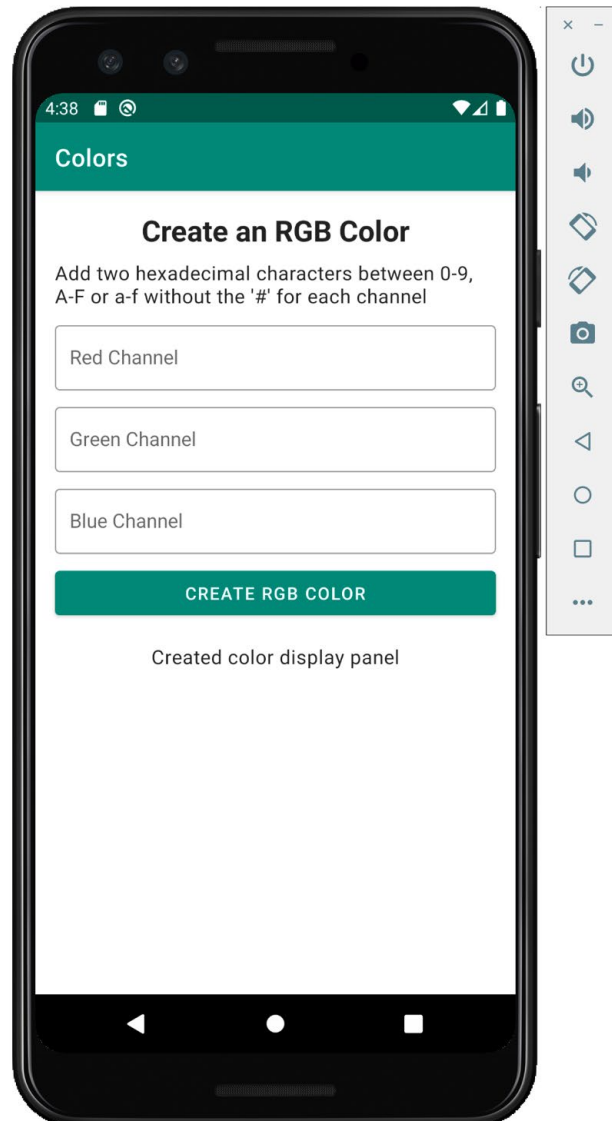 4:38
Colors
Create an RGB Color
Add two hexadecimal characters between 0-9,
A-F or a-f without the '#' for each channel
Red Channel
Green Channel
Blue Channel
CREATE RGB COLOR
Created color display panel